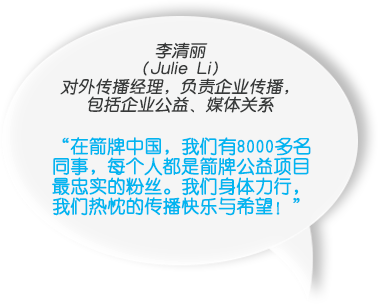 李清丽
(Julie Li)
对外传播经理，负责企业传播，
包括企业公益、媒体关系
“在箭牌中国，我们有8000多名
同事，每个人都是箭牌公益项目
最忠实的粉丝。我们身体力行，
我们热忱的传播快乐与希望！”